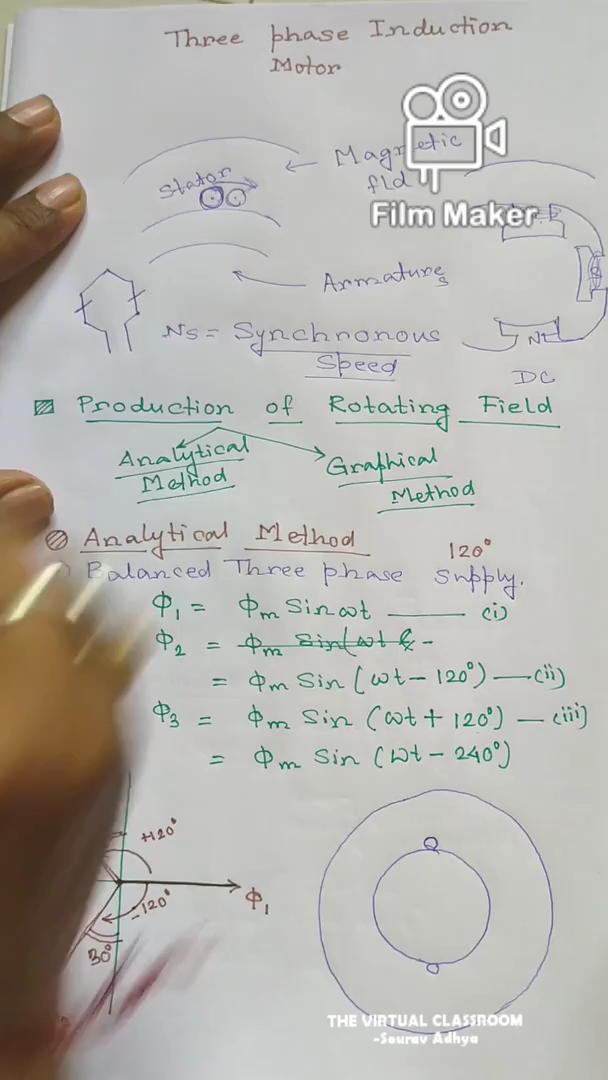 Three phase Induction
Motor
Magnetic
fld
Stator
Film Maker
Armature
Ns = Synchronous
Speed
DC
Production of Rotating Field
Analytical
Method
Graphical
Method
Analytical Method
120°
Balanced Three phase Supply.
Φ₁ = Φm Sin ωt —— (i)
Φ₂ = Φm Sin(ωt
= Φm Sin (ωt - 120°) — (ii)
Φ₃ = Φm Sin (ωt + 120°) — (iii)
= Φm Sin (ωt - 240°)
+120°
Φ₁
-120°
30°
THE VIRTUAL CLASSROOM
-Sourav Adhya